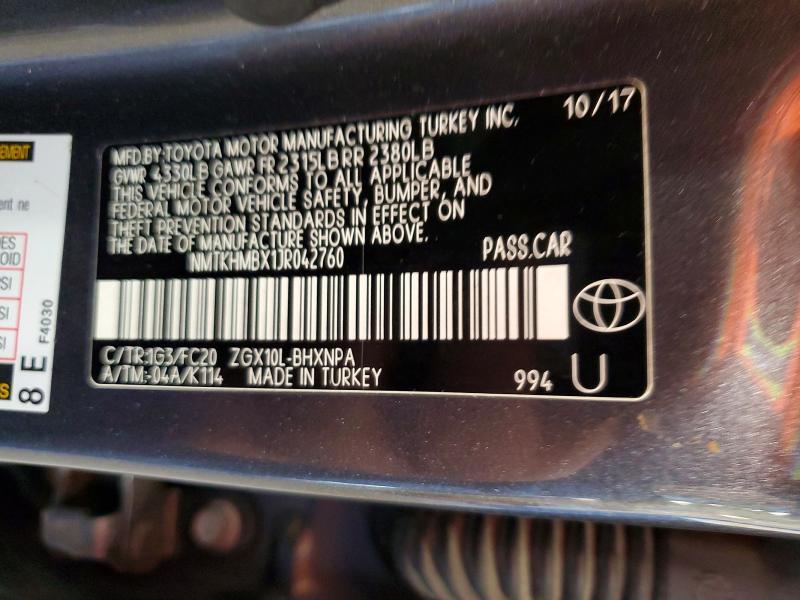 10/17
MFD.BY:TOYOTA MOTOR MANUFACTURING TURKEY INC.
GVWR 4330LB GAWR FR 2315LB RR 2380LB
THIS VEHICLE CONFORMS TO ALL APPLICABLE
FEDERAL MOTOR VEHICLE SAFETY, BUMPER, AND
THEFT PREVENTION STANDARDS IN EFFECT ON
THE DATE OF MANUFACTURE SHOWN ABOVE.
NMTKHMBX1JR042760 PASS.CAR
C/TR:1G3/FC20 ZGX10L-BHXNPA
A/TM:-04A/K114 MADE IN TURKEY
994 U
8 E F4030